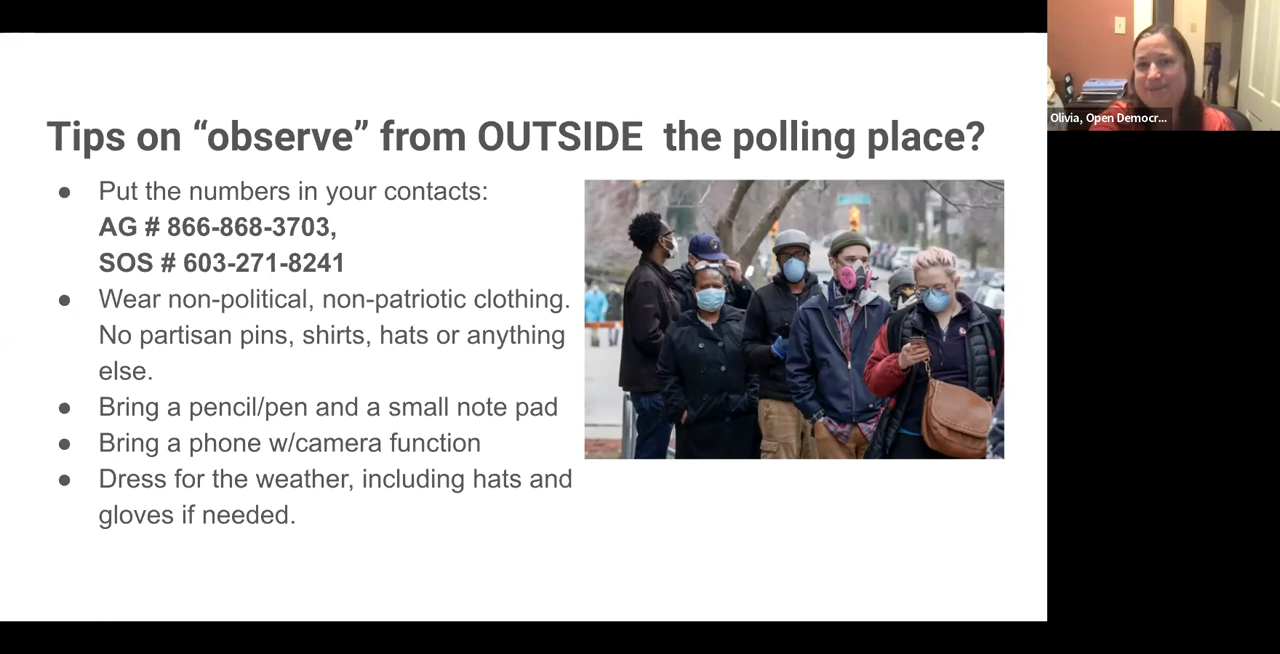 Tips on “observe” from OUTSIDE the polling place?
● Put the numbers in your contacts:
AG # 866-868-3703,
SOS # 603-271-8241
● Wear non-political, non-patriotic clothing.
No partisan pins, shirts, hats or anything
else.
● Bring a pencil/pen and a small note pad
● Bring a phone w/camera function
● Dress for the weather, including hats and
gloves if needed.
Olivia, Open Democr...